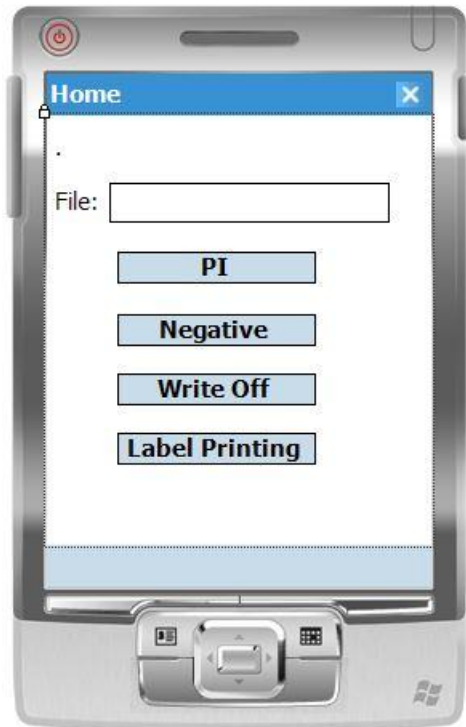 Home
.
File:
PI
Negative
Write Off
Label Printing